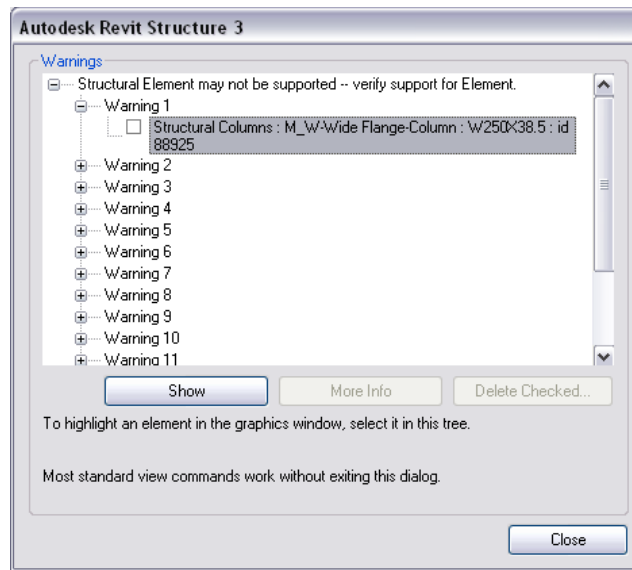 Autodesk Revit Structure 3
Warnings
Structural Element may not be supported -- verify support for Element.
Warning 1
Structural Columns : M_W-Wide Flange-Column : W250X38.5 : id
88925
Warning 2
Warning 3
Warning 4
Warning 5
Warning 6
Warning 7
Warning 8
Warning 9
Warning 10
Warning 11
Show More Info Delete Checked...
To highlight an element in the graphics window, select it in this tree.
Most standard view commands work without exiting this dialog.
Close